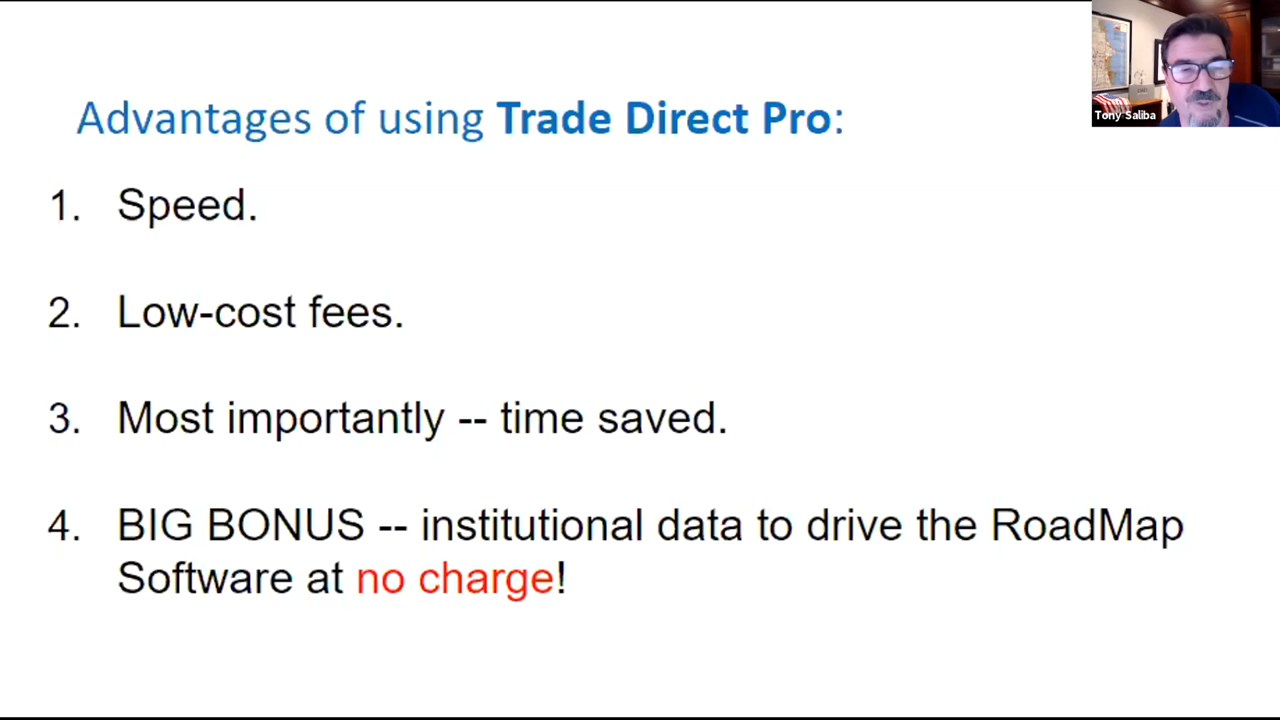 Tony Saliba
Advantages of using Trade Direct Pro:
1. Speed.
2. Low-cost fees.
3. Most importantly -- time saved.
4. BIG BONUS -- institutional data to drive the RoadMap
Software at no charge!